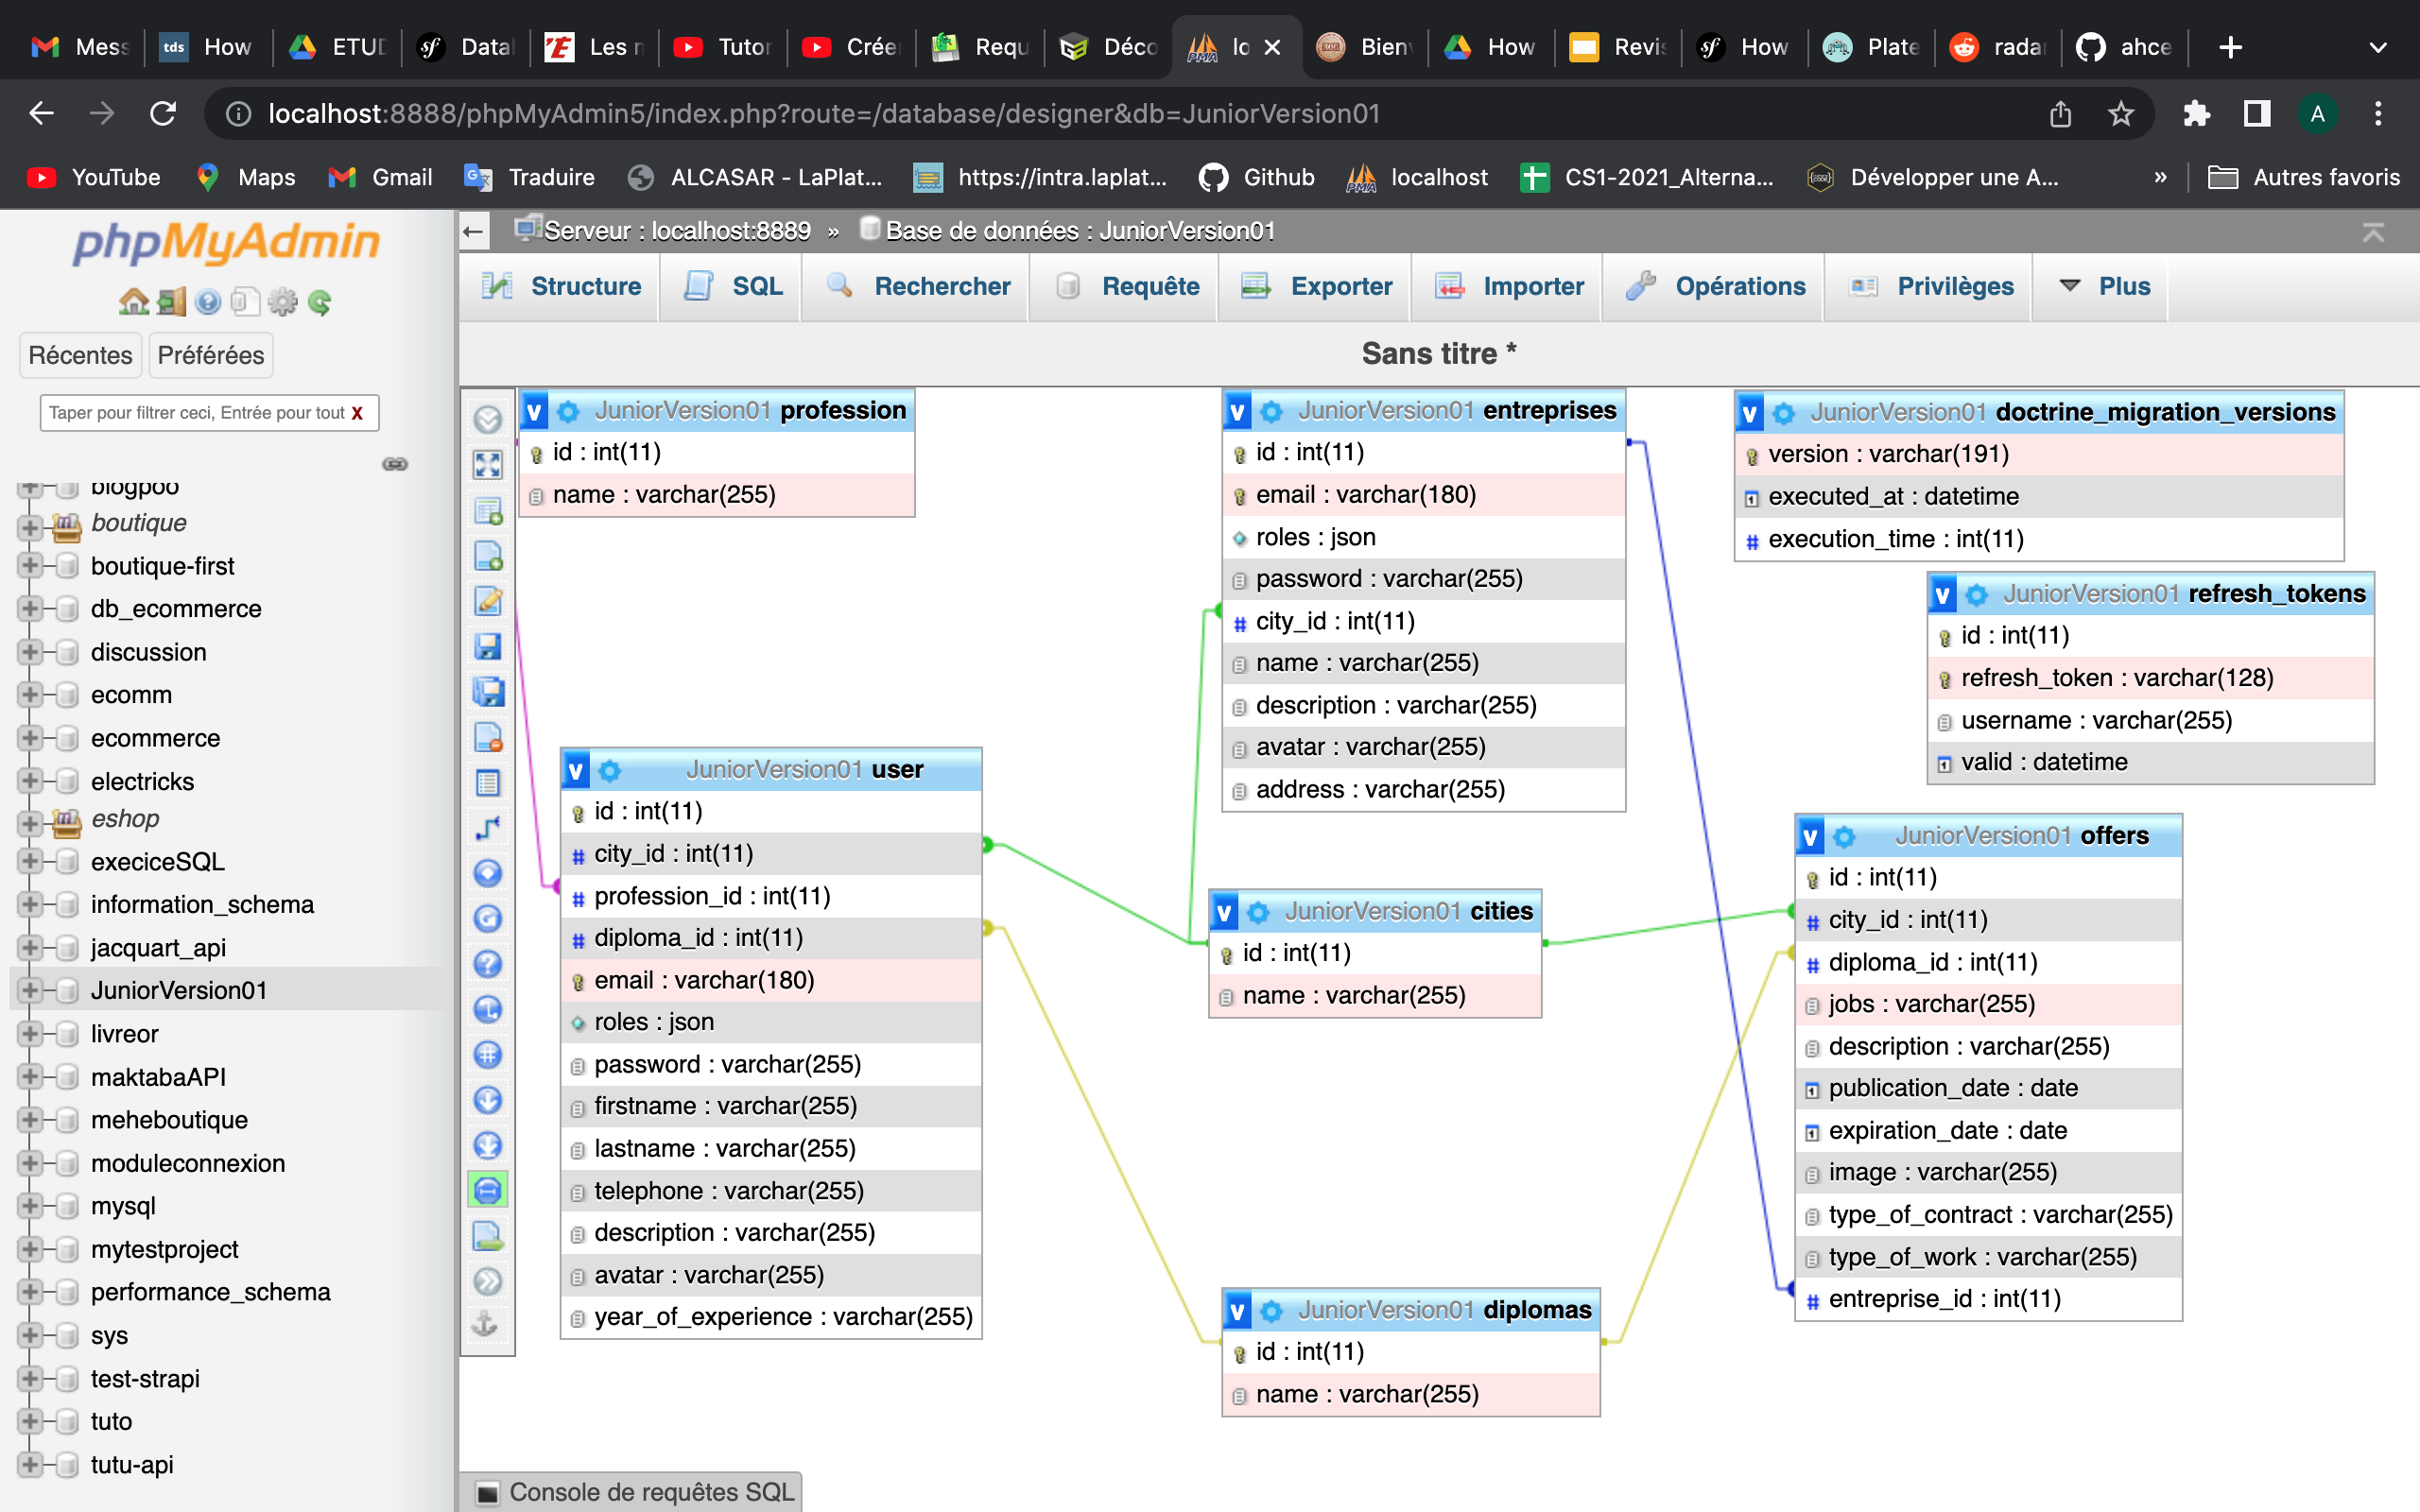 Mess
tds How
ETUD
sf Data
Les n
Tutor
Crée
Requ
Déco
PMA lo
Bien
How
Revis
sf How
Plate
rada
ahce
localhost:8888/phpMyAdmin5/index.php?route=/database/designer&db=JuniorVersion01
A
YouTube
Maps
Gmail
Traduire
ALCASAR - LaPlat...
https://intra.laplat...
Github
PMA localhost
CS1-2021_Alterna...
Développer une A...
»
Autres favoris
phpMyAdmin
Récentes
Préférées
Taper pour filtrer ceci, Entrée pour tout X
blogpoo
boutique
boutique-first
db_ecommerce
discussion
ecomm
ecommerce
electricks
eshop
execiceSQL
information_schema
jacquart_api
JuniorVersion01
livreor
maktabaAPI
meheboutique
moduleconnexion
mysql
mytestproject
performance_schema
sys
test-strapi
tuto
tutu-api
Serveur : localhost:8889 » Base de données : JuniorVersion01
Structure
SQL
Rechercher
Requête
Exporter
Importer
Opérations
Privilèges
Plus
Sans titre *
v JuniorVersion01 profession
id : int(11)
name : varchar(255)
v JuniorVersion01 entreprises
id : int(11)
email : varchar(180)
roles : json
password : varchar(255)
# city_id : int(11)
name : varchar(255)
description : varchar(255)
avatar : varchar(255)
address : varchar(255)
v JuniorVersion01 doctrine_migration_versions
version : varchar(191)
executed_at : datetime
# execution_time : int(11)
v JuniorVersion01 refresh_tokens
id : int(11)
refresh_token : varchar(128)
username : varchar(255)
valid : datetime
v JuniorVersion01 user
id : int(11)
# city_id : int(11)
# profession_id : int(11)
# diploma_id : int(11)
email : varchar(180)
roles : json
password : varchar(255)
firstname : varchar(255)
lastname : varchar(255)
telephone : varchar(255)
description : varchar(255)
avatar : varchar(255)
year_of_experience : varchar(255)
v JuniorVersion01 cities
id : int(11)
name : varchar(255)
v JuniorVersion01 offers
id : int(11)
# city_id : int(11)
# diploma_id : int(11)
jobs : varchar(255)
description : varchar(255)
publication_date : date
expiration_date : date
image : varchar(255)
type_of_contract : varchar(255)
type_of_work : varchar(255)
# entreprise_id : int(11)
v JuniorVersion01 diplomas
id : int(11)
name : varchar(255)
Console de requêtes SQL